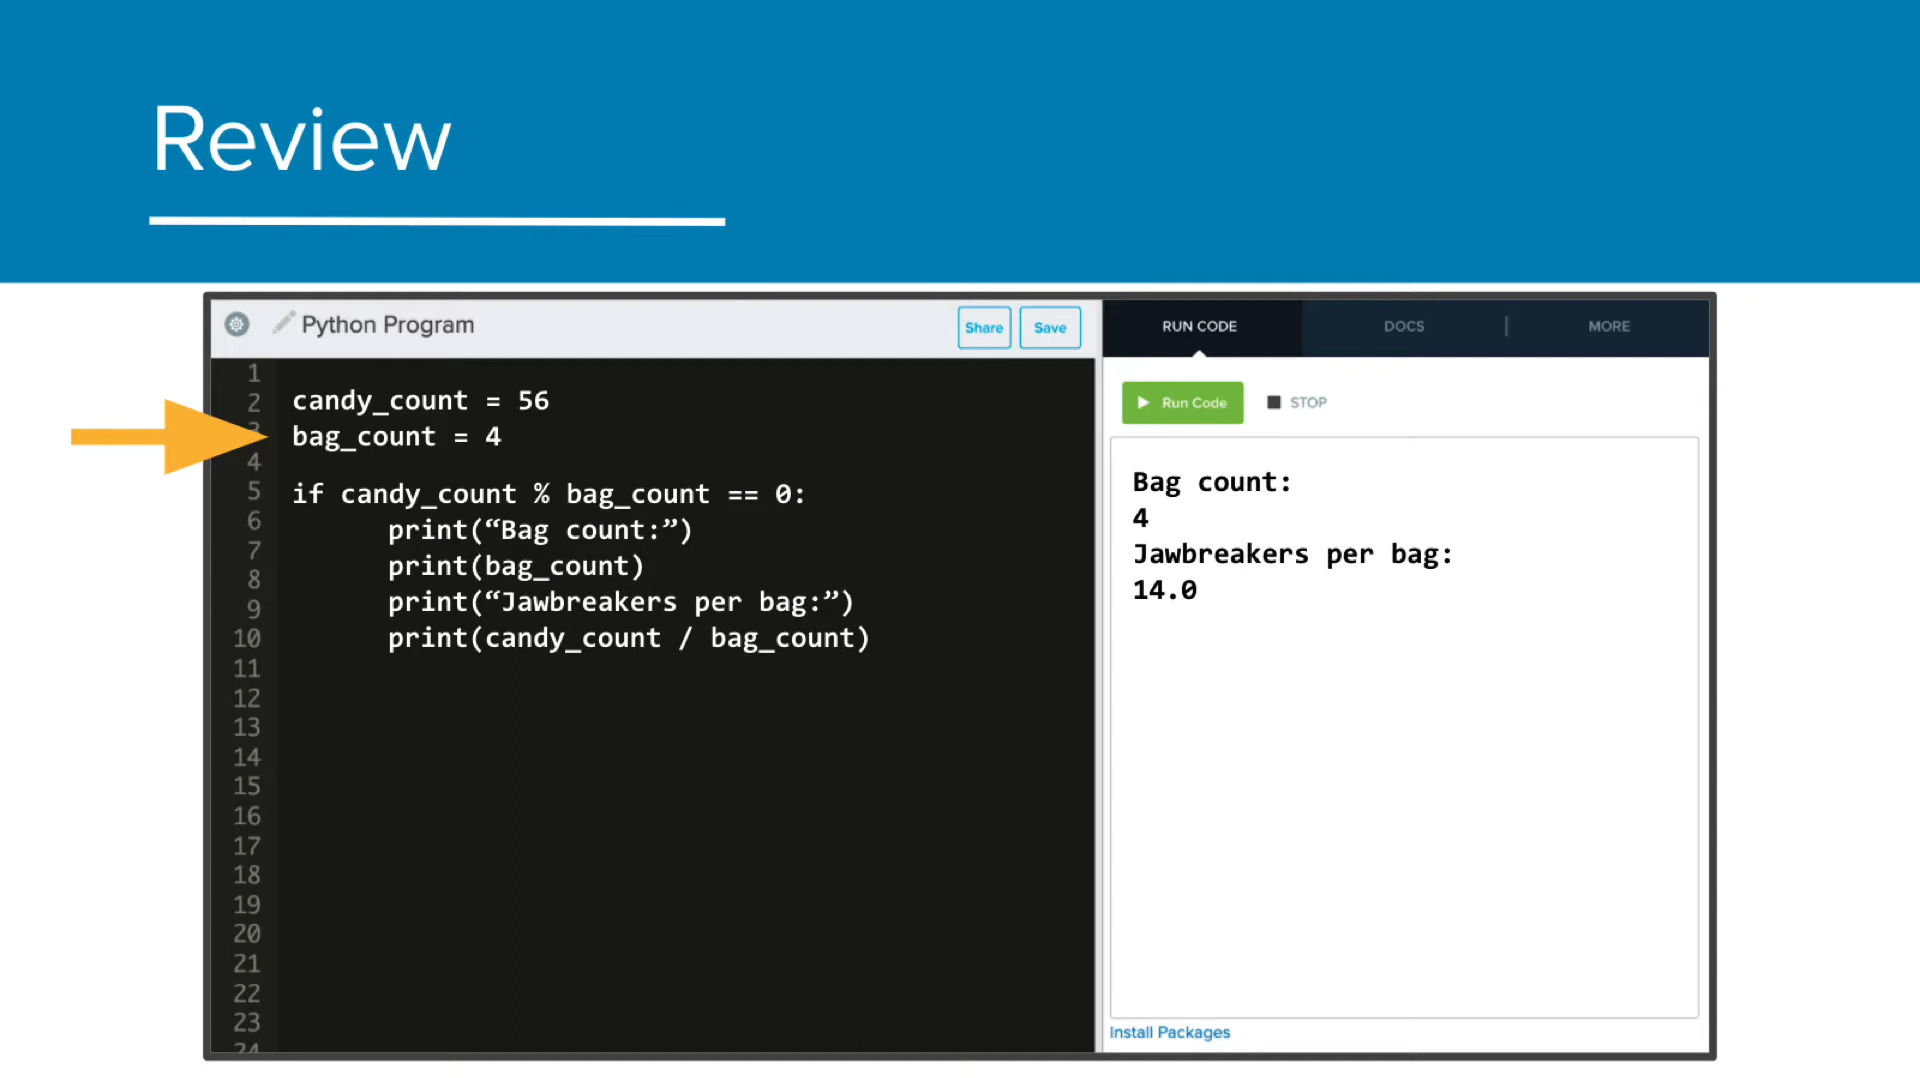 Review
Python Program
Share
Save
RUN CODE
DOCS
|
MORE
1
2
3
4
5
6
7
8
9
10
11
12
13
14
15
16
17
18
19
20
21
22
23
24
candy_count = 56
bag_count = 4
if candy_count % bag_count == 0:
print(“Bag count:”)
print(bag_count)
print(“Jawbreakers per bag:”)
print(candy_count / bag_count)
Run Code
STOP
Bag count:
4
Jawbreakers per bag:
14.0
Install Packages